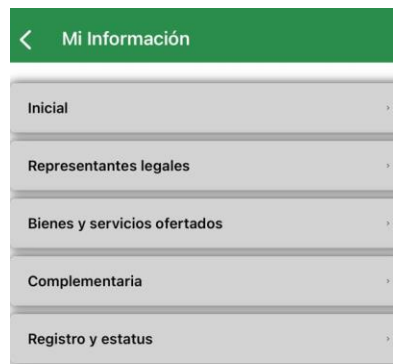 Mi Información
Inicial
Representantes legales
Bienes y servicios ofertados
Complementaria
Registro y estatus